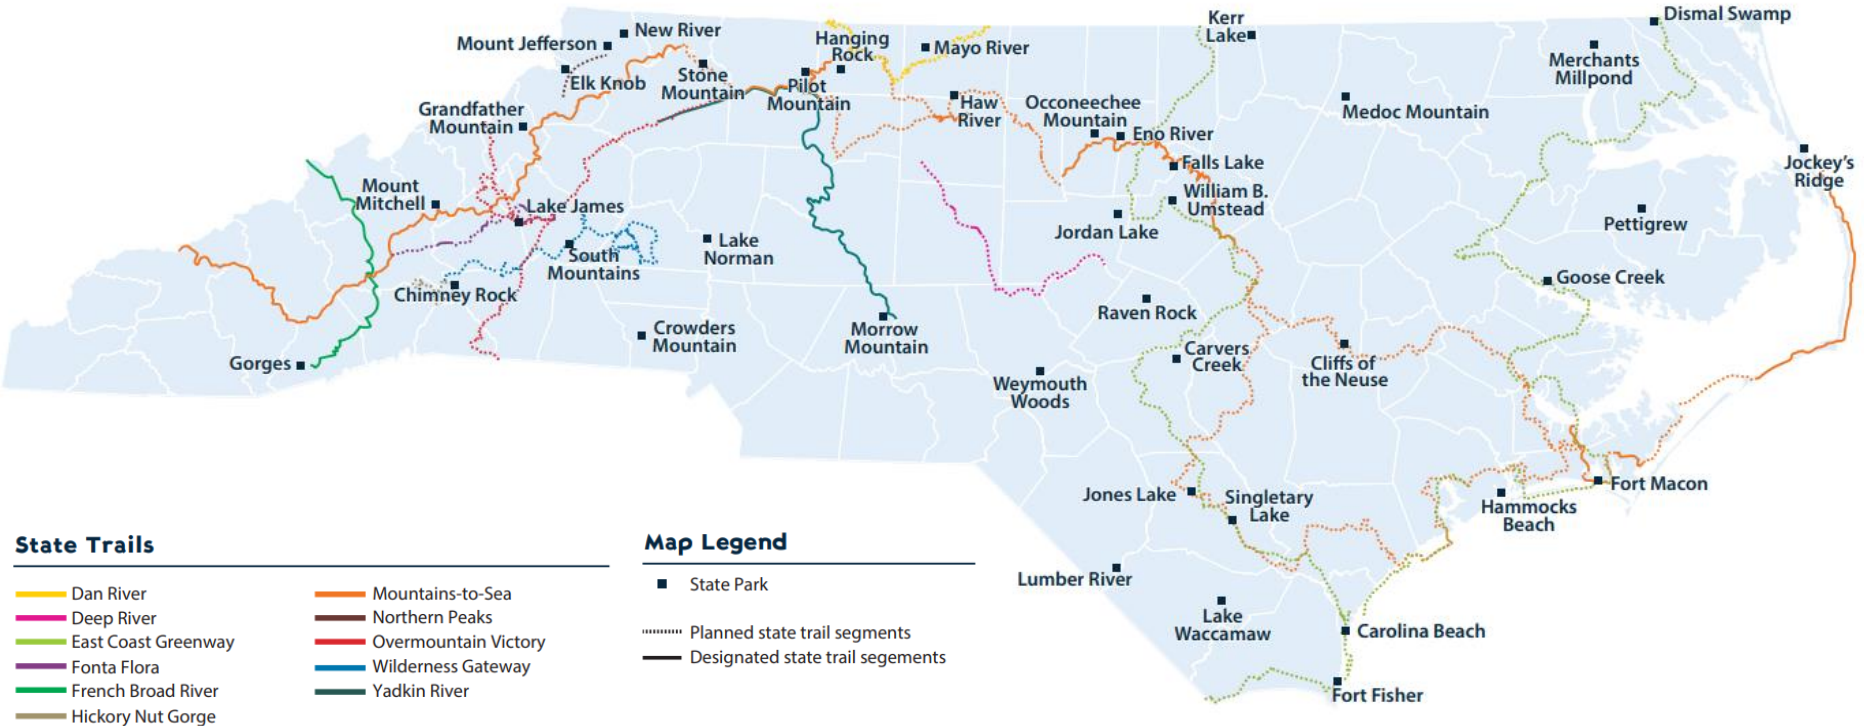 Kerr
Lake
Dismal Swamp
New River
Mount Jefferson
Hanging
Rock
Mayo River
Merchants
Millpond
Elk Knob
Stone
Mountain
Pilot
Mountain
Grandfather
Mountain
Haw
River
Occoneechee
Mountain
Medoc Mountain
Eno River
Falls Lake
Jockey's
Ridge
Mount
Mitchell
Lake James
William B.
Umstead
Pettigrew
Jordan Lake
Lake
Norman
South
Mountains
Goose Creek
Chimney Rock
Raven Rock
Crowders
Mountain
Morrow
Mountain
Carvers
Creek
Cliffs of
the Neuse
Gorges
Weymouth
Woods
Jones Lake
Singletary
Lake
Fort Macon
Hammocks
Beach
Lumber River
Lake
Waccamaw
Carolina Beach
Fort Fisher
State Trails
Dan River
Deep River
East Coast Greenway
Fonta Flora
French Broad River
Hickory Nut Gorge
Mountains-to-Sea
Northern Peaks
Overmountain Victory
Wilderness Gateway
Yadkin River
Map Legend
State Park
Planned state trail segments
Designated state trail segements